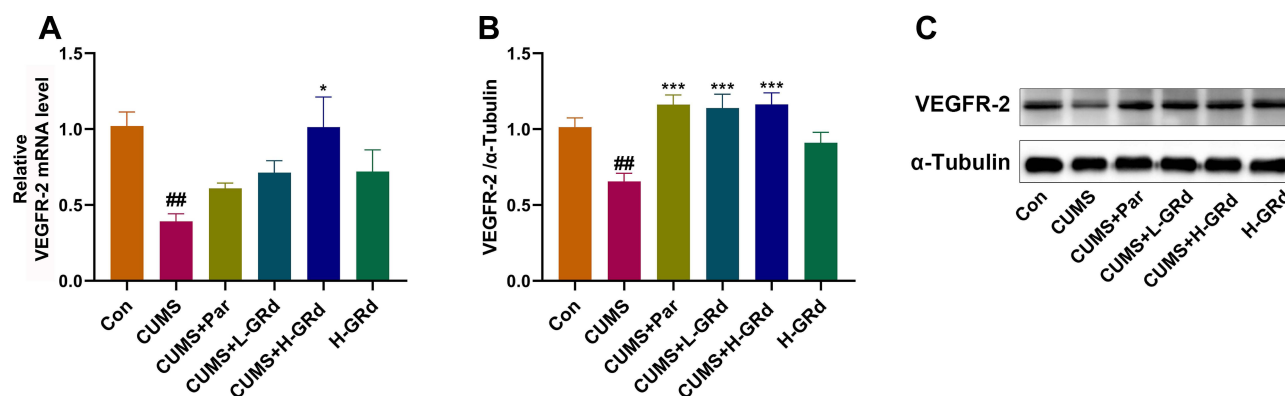 A
Relative
VEGFR-2 mRNA level
1.5
1.0
0.5
0.0
##
*
Con
CUMS
CUMS+Par
CUMS+L-GRd
CUMS+H-GRd
H-GRd
B
VEGFR-2 /α-Tubulin
1.5
1.0
0.5
0.0
##
***
***
***
Con
CUMS
CUMS+Par
CUMS+L-GRd
CUMS+H-GRd
H-GRd
C
VEGFR-2
α-Tubulin
Con
CUMS
CUMS+Par
CUMS+L-GRd
CUMS+H-GRd
H-GRd